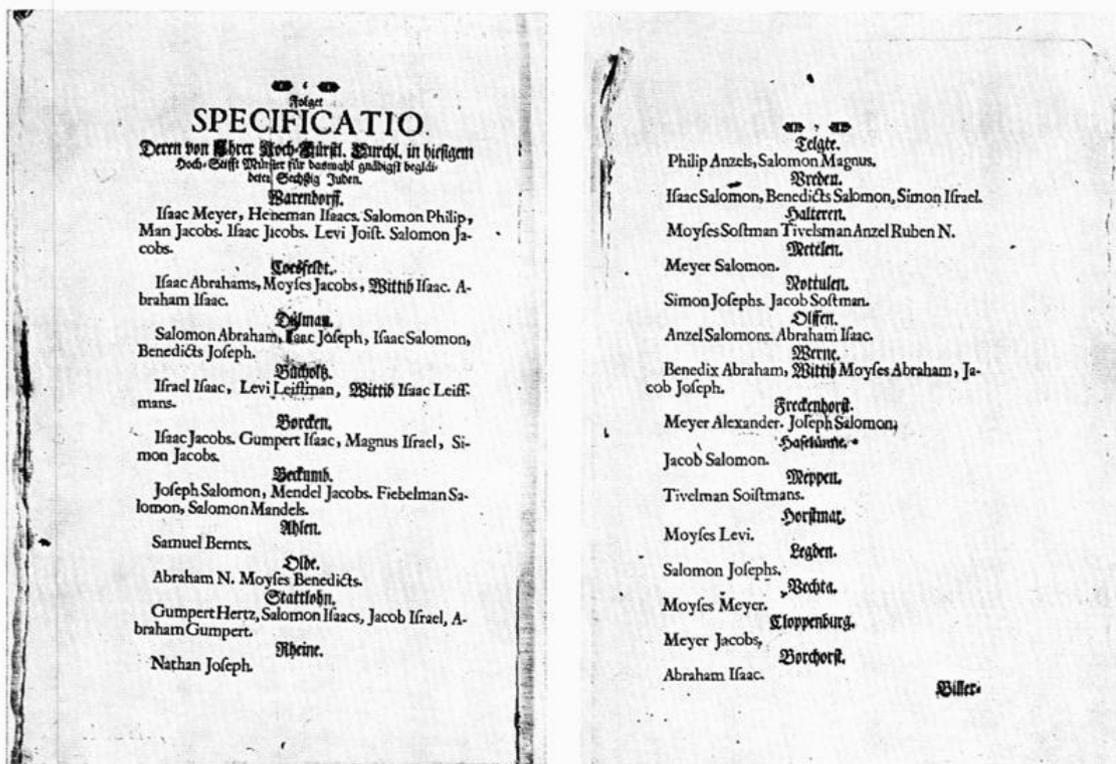 6
Folget
SPECIFICATIO.
Deren von Ihrer Hoch-Fürstl. Durchl. in hiesigem
Hoch-Stifft Münster für dasmahl gnädigst beglei-
deten Sechßig Juden.
Warendorff.
Isaac Meyer, Heneman Isaacs. Salomon Philip,
Man Jacobs. Isaac Jacobs. Levi Joist. Salomon Ja-
cobs.
Coesfeldt.
Isaac Abrahams, Moyses Jacobs, Wittib Isaac. A-
braham Isaac.
Dülman.
Salomon Abraham, Isaac Joseph, Isaac Salomon,
Benedicts Joseph.
Bücholtz.
Israel Isaac, Levi Leistman, Wittib Isaac Leiff-
mans.
Borcken.
Isaac Jacobs. Gumpert Isaac, Magnus Israel, Si-
mon Jacobs.
Beckumb.
Joseph Salomon, Mendel Jacobs. Fiebelman Sa-
lomon, Salomon Mandels.
Ahlen.
Samuel Bernts.
Olde.
Abraham N. Moyses Benedicts.
Stattlohn.
Gumpert Hertz, Salomon Isaacs, Jacob Israel, A-
braham Gumpert.
Rheine.
Nathan Joseph.
7
Telgte.
Philip Anzels, Salomon Magnus.
Vreden.
Isaac Salomon, Benedicts Salomon, Simon Israel.
Halteren.
Moyses Sostman Tivelsman Anzel Ruben N.
Metelen.
Meyer Salomon.
Nottulen.
Simon Josephs. Jacob Sostman.
Olffen.
Anzel Salomons. Abraham Isaac.
Werne.
Benedix Abraham, Wittib Moyses Abraham, Ja-
cob Joseph.
Freckenhorst.
Meyer Alexander. Joseph Salomon,
Haselünne.
Jacob Salomon.
Meppen.
Tivelman Soistmans.
Horstmar.
Moyses Levi.
Legden.
Salomon Josephs.
Vechta.
Moyses Meyer.
Cloppenburg.
Meyer Jacobs,
Borchorst.
Abraham Isaac.
Biller-